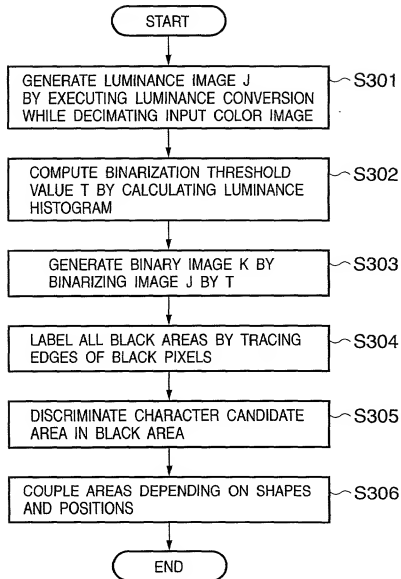 START
GENERATE LUMINANCE IMAGE J
BY EXECUTING LUMINANCE CONVERSION
WHILE DECIMATING INPUT COLOR IMAGE
S301
COMPUTE BINARIZATION THRESHOLD
VALUE T BY CALCULATING LUMINANCE
HISTOGRAM
S302
GENERATE BINARY IMAGE K BY
BINARIZING IMAGE J BY T
S303
LABEL ALL BLACK AREAS BY TRACING
EDGES OF BLACK PIXELS
S304
DISCRIMINATE CHARACTER CANDIDATE
AREA IN BLACK AREA
S305
COUPLE AREAS DEPENDING ON SHAPES
AND POSITIONS
S306
END